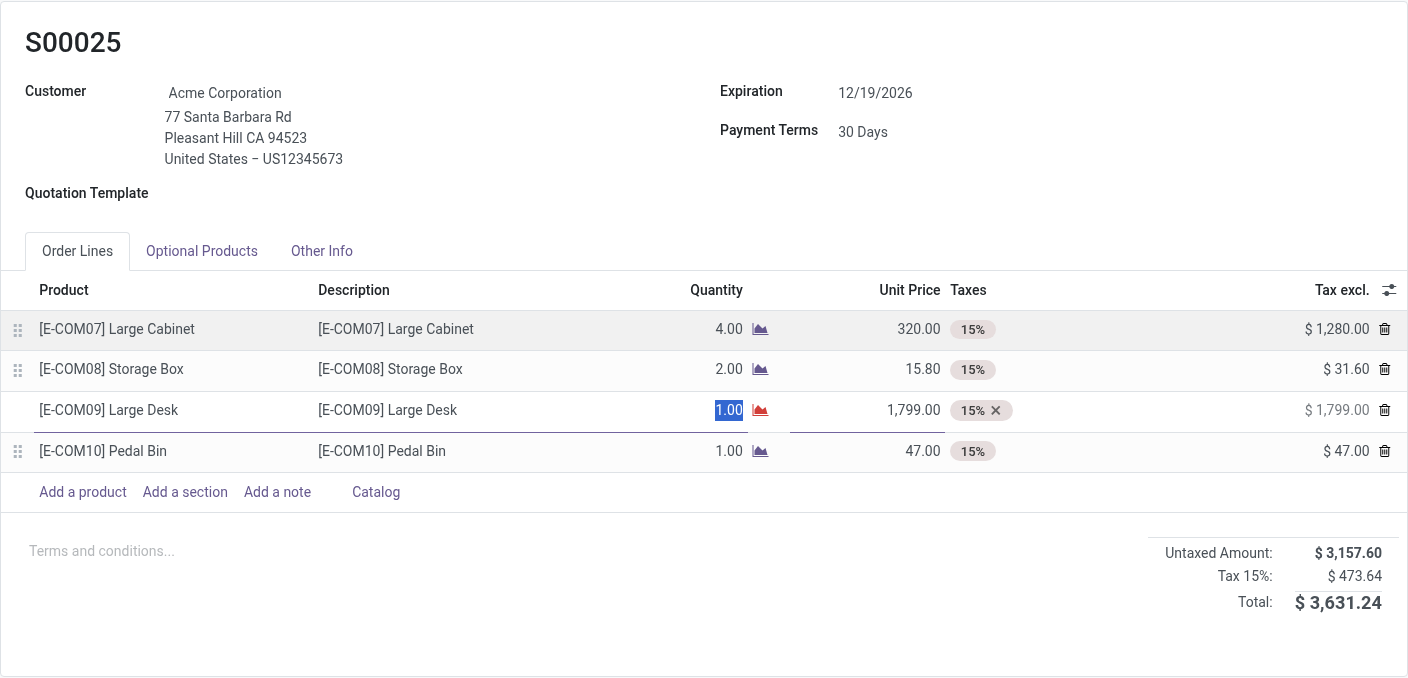 S00025
Customer Acme Corporation Expiration 12/19/2026
77 Santa Barbara Rd
Pleasant Hill CA 94523 Payment Terms 30 Days
United States – US12345673
Quotation Template
Order Lines Optional Products Other Info
Product Description Quantity Unit Price Taxes Tax excl.
[E-COM07] Large Cabinet [E-COM07] Large Cabinet 4.00 320.00 15% $ 1,280.00
[E-COM08] Storage Box [E-COM08] Storage Box 2.00 15.80 15% $ 31.60
[E-COM09] Large Desk [E-COM09] Large Desk 1.00 1,799.00 15% $ 1,799.00
[E-COM10] Pedal Bin [E-COM10] Pedal Bin 1.00 47.00 15% $ 47.00
Add a product Add a section Add a note Catalog
Terms and conditions... Untaxed Amount: $ 3,157.60
Tax 15%: $ 473.64
Total: $ 3,631.24